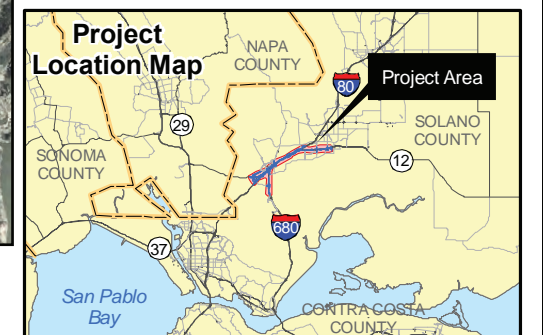 Project
Location Map
NAPA
COUNTY
80
Project Area
29
SOLANO
COUNTY
SONOMA
COUNTY
12
680
37
San Pablo
Bay
CONTRA COSTA
COUNTY